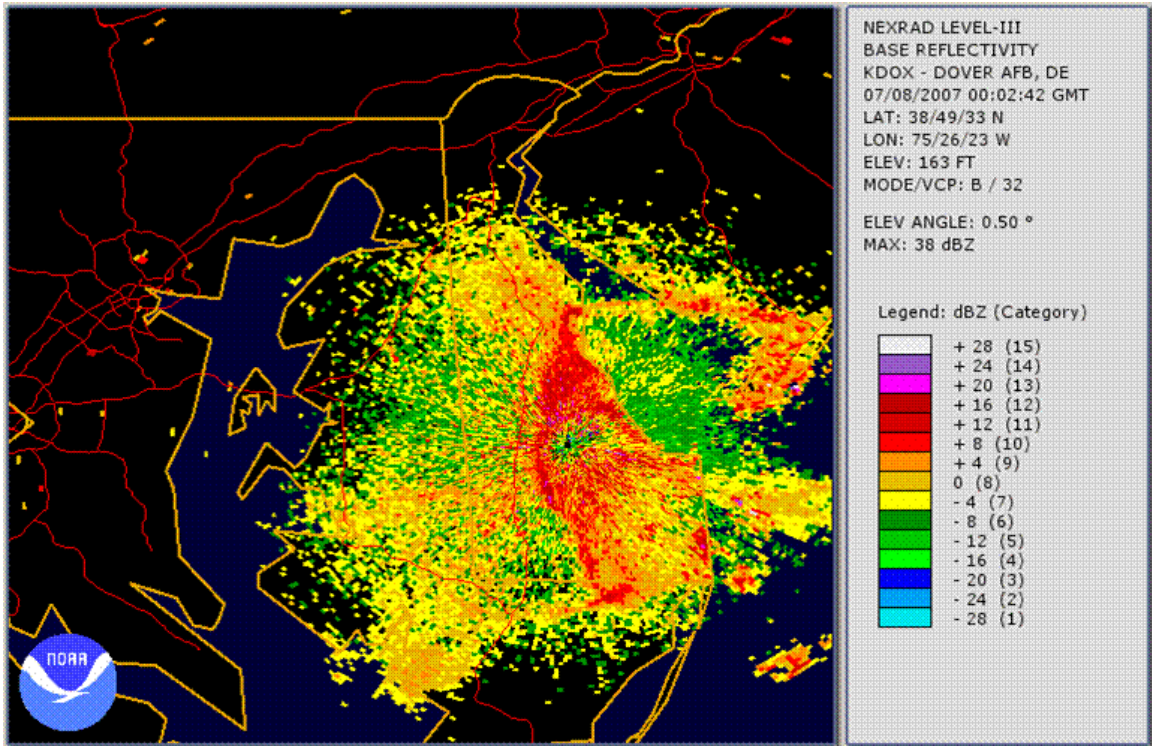 NEXRAD LEVEL-III
BASE REFLECTIVITY
KDOX - DOVER AFB, DE
07/08/2007 00:02:42 GMT
LAT: 38/49/33 N
LON: 75/26/23 W
ELEV: 163 FT
MODE/VCP: B / 32
ELEV ANGLE: 0.50 °
MAX: 38 dBZ
Legend: dBZ (Category)
+ 28 (15)
+ 24 (14)
+ 20 (13)
+ 16 (12)
+ 12 (11)
+ 8 (10)
+ 4 (9)
0 (8)
- 4 (7)
- 8 (6)
- 12 (5)
- 16 (4)
- 20 (3)
- 24 (2)
- 28 (1)
NOAA